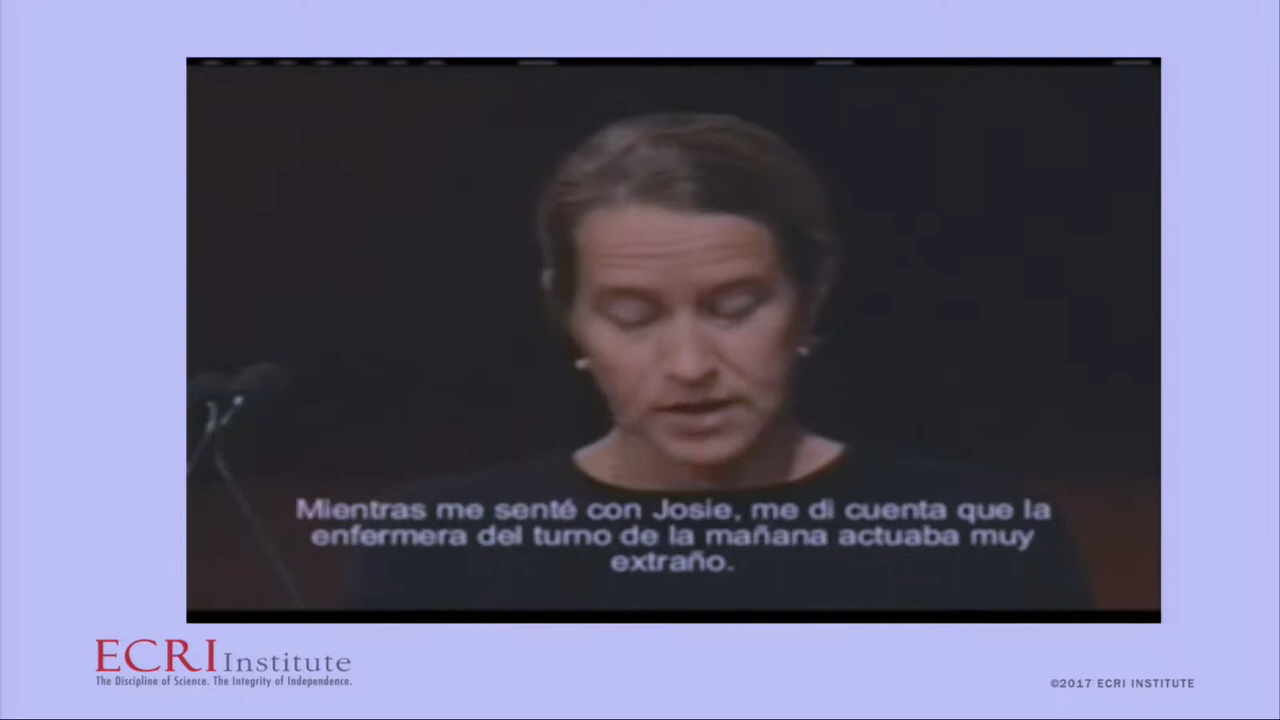 Mientras me senté con Josie, me di cuenta que la
enfermera del turno de la mañana actuaba muy
extraño.
ECRI Institute
The Discipline of Science. The Integrity of Independence.
©2017 ECRI INSTITUTE